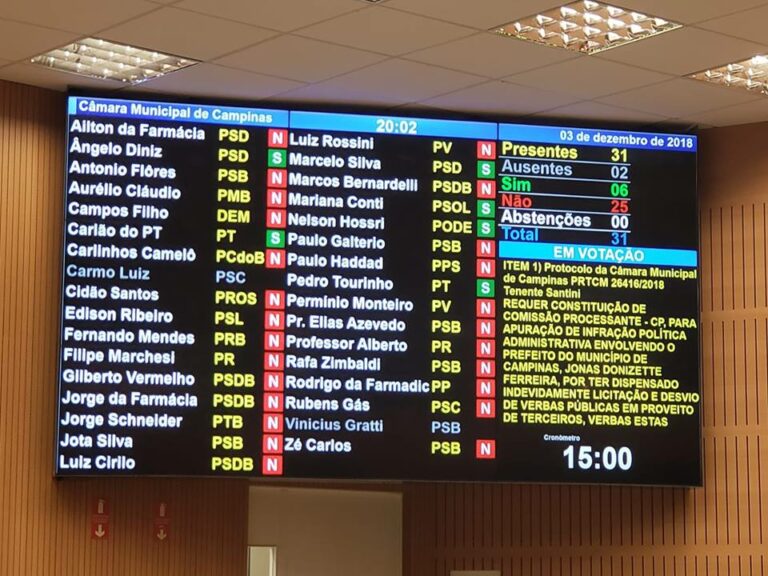 Câmara Municipal de Campinas 20:02 03 de dezembro de 2018
Ailton da Farmácia PSD N
Ângelo Diniz PSD S
Antonio Flôres PSB N
Aurélio Cláudio PMB N
Campos Filho DEM N
Carlão do PT PT S
Carlinhos Camelô PCdoB N
Carmo Luiz PSC
Cidão Santos PROS N
Edison Ribeiro PSL N
Fernando Mendes PRB N
Filipe Marchesi PR N
Gilberto Vermelho PSDB N
Jorge da Farmácia PSDB N
Jorge Schneider PTB N
Jota Silva PSB N
Luiz Cirilo PSDB N
Luiz Rossini PV N
Marcelo Silva PSD S
Marcos Bernardelli PSDB N
Mariana Conti PSOL S
Nelson Hossri PODE S
Paulo Galterio PSB N
Paulo Haddad PPS N
Pedro Tourinho PT S
Permínio Monteiro PV N
Pr. Elias Azevedo PSB N
Professor Alberto PR N
Rafa Zimbaldi PSB N
Rodrigo da Farmadic PP N
Rubens Gás PSC N
Vinicius Gratti PSB
Zé Carlos PSB N
Presentes 31
Ausentes 02
Sim 06
Não 25
Abstenções 00
Total 31
EM VOTAÇÃO
ITEM 1) Protocolo da Câmara Municipal
de Campinas PRTCM 26416/2018
Tenente Santini
REQUER CONSTITUIÇÃO DE
COMISSÃO PROCESSANTE - CP, PARA
APURAÇÃO DE INFRAÇÃO POLÍTICA
ADMINISTRATIVA ENVOLVENDO O
PREFEITO DO MUNICÍPIO DE
CAMPINAS, JONAS DONIZETTE
FERREIRA, POR TER DISPENSADO
INDEVIDAMENTE LICITAÇÃO E DESVIO
DE VERBAS PÚBLICAS EM PROVEITO
DE TERCEIROS, VERBAS ESTAS
Cronômetro
15:00